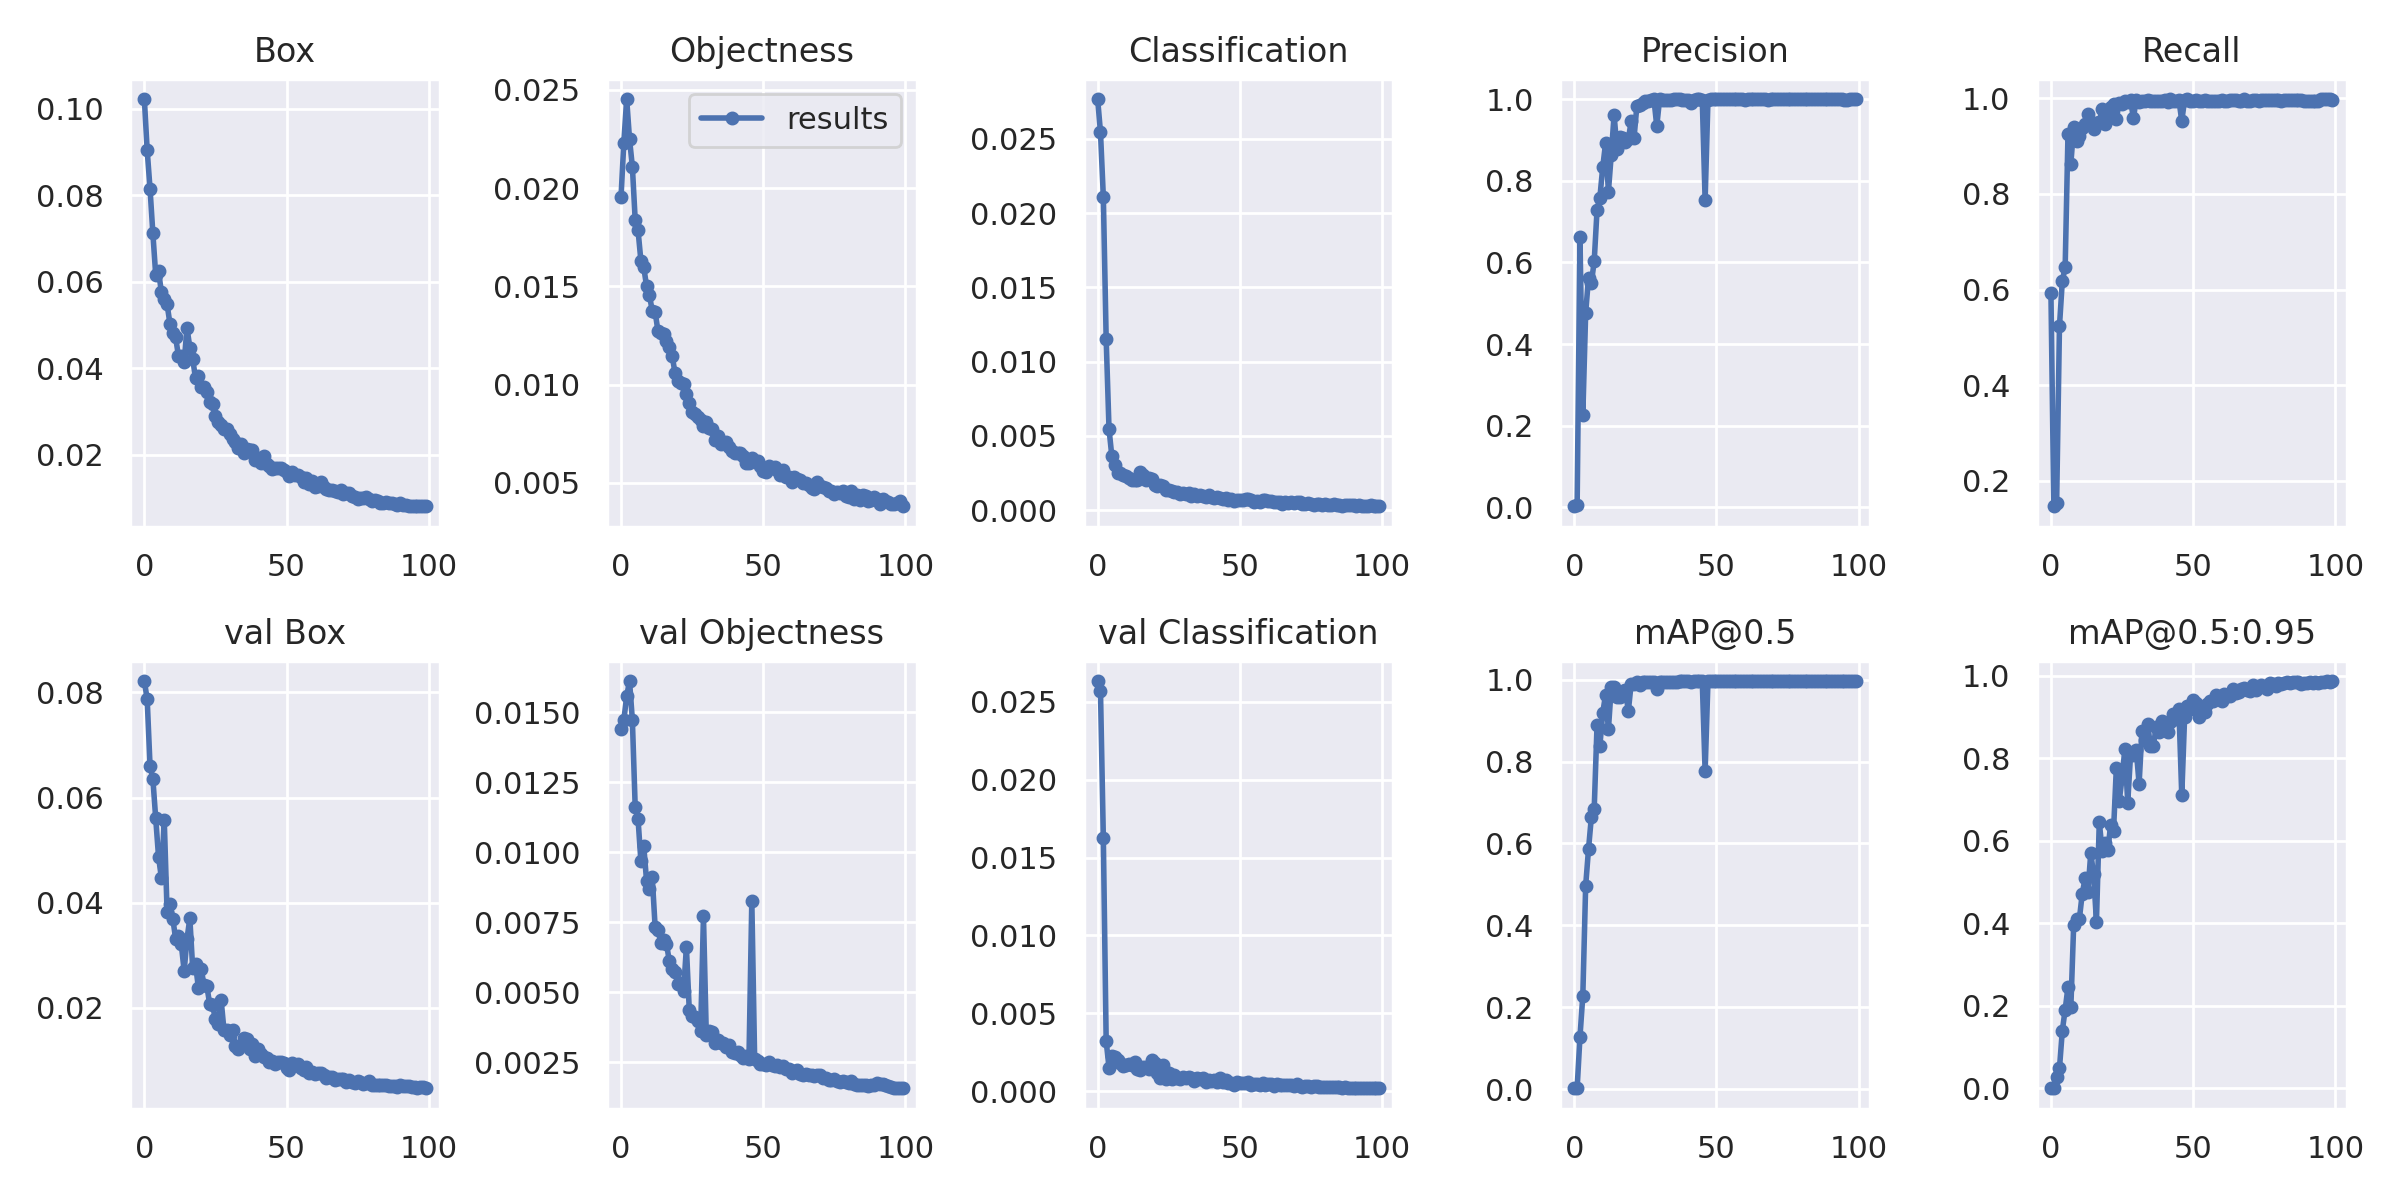 Box
0.10
0.08
0.06
0.04
0.02
0 50 100
Objectness
results
0.025
0.020
0.015
0.010
0.005
0 50 100
Classification
0.025
0.020
0.015
0.010
0.005
0.000
0 50 100
Precision
1.0
0.8
0.6
0.4
0.2
0.0
0 50 100
Recall
1.0
0.8
0.6
0.4
0.2
0 50 100
val Box
0.08
0.06
0.04
0.02
0 50 100
val Objectness
0.0150
0.0125
0.0100
0.0075
0.0050
0.0025
0 50 100
val Classification
0.025
0.020
0.015
0.010
0.005
0.000
0 50 100
mAP@0.5
1.0
0.8
0.6
0.4
0.2
0.0
0 50 100
mAP@0.5:0.95
1.0
0.8
0.6
0.4
0.2
0.0
0 50 100